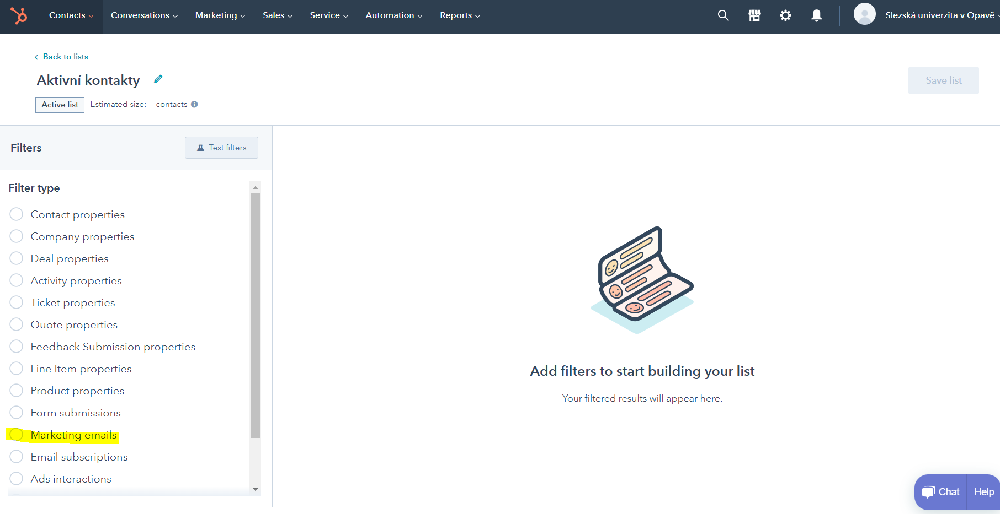 Contacts Conversations Marketing Sales Service Automation Reports Slezská univerzita v Opavě
Back to lists
Aktivní kontakty
Save list
Active list Estimated size: -- contacts
Filters Test filters
Filter type
Contact properties
Company properties
Deal properties
Activity properties
Ticket properties
Quote properties
Feedback Submission properties
Line Item properties
Product properties
Form submissions
Marketing emails
Email subscriptions
Ads interactions
Add filters to start building your list
Your filtered results will appear here.
Chat Help